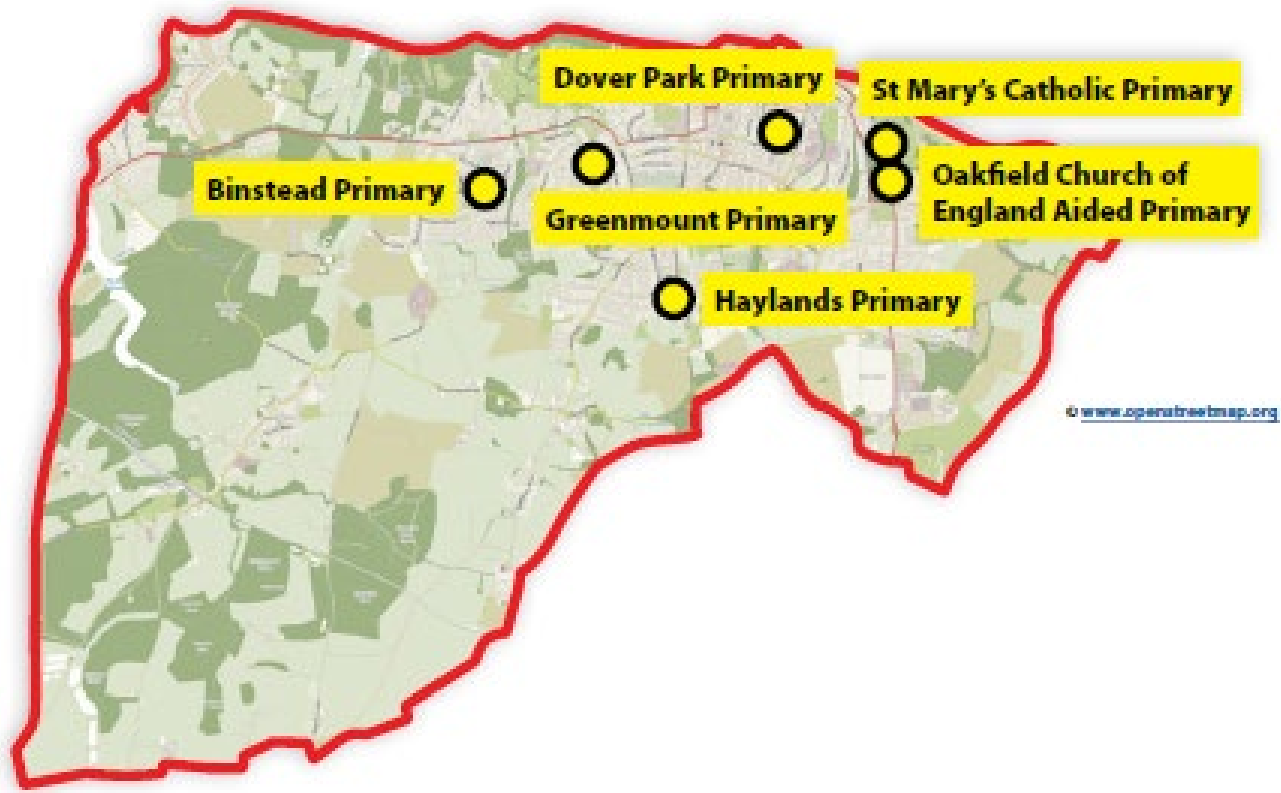 Dover Park Primary
St Mary's Catholic Primary
Binstead Primary
Oakfield Church of
England Aided Primary
Greenmount Primary
Haylands Primary
© www.openstreetmap.org